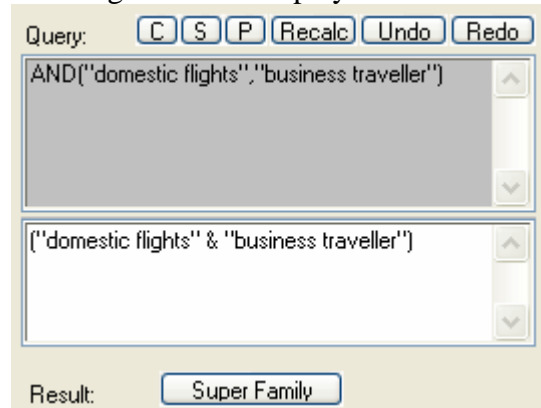 Query: C S P Recalc Undo Redo
AND("domestic flights","business traveller")
("domestic flights" & "business traveller")
Result: Super Family